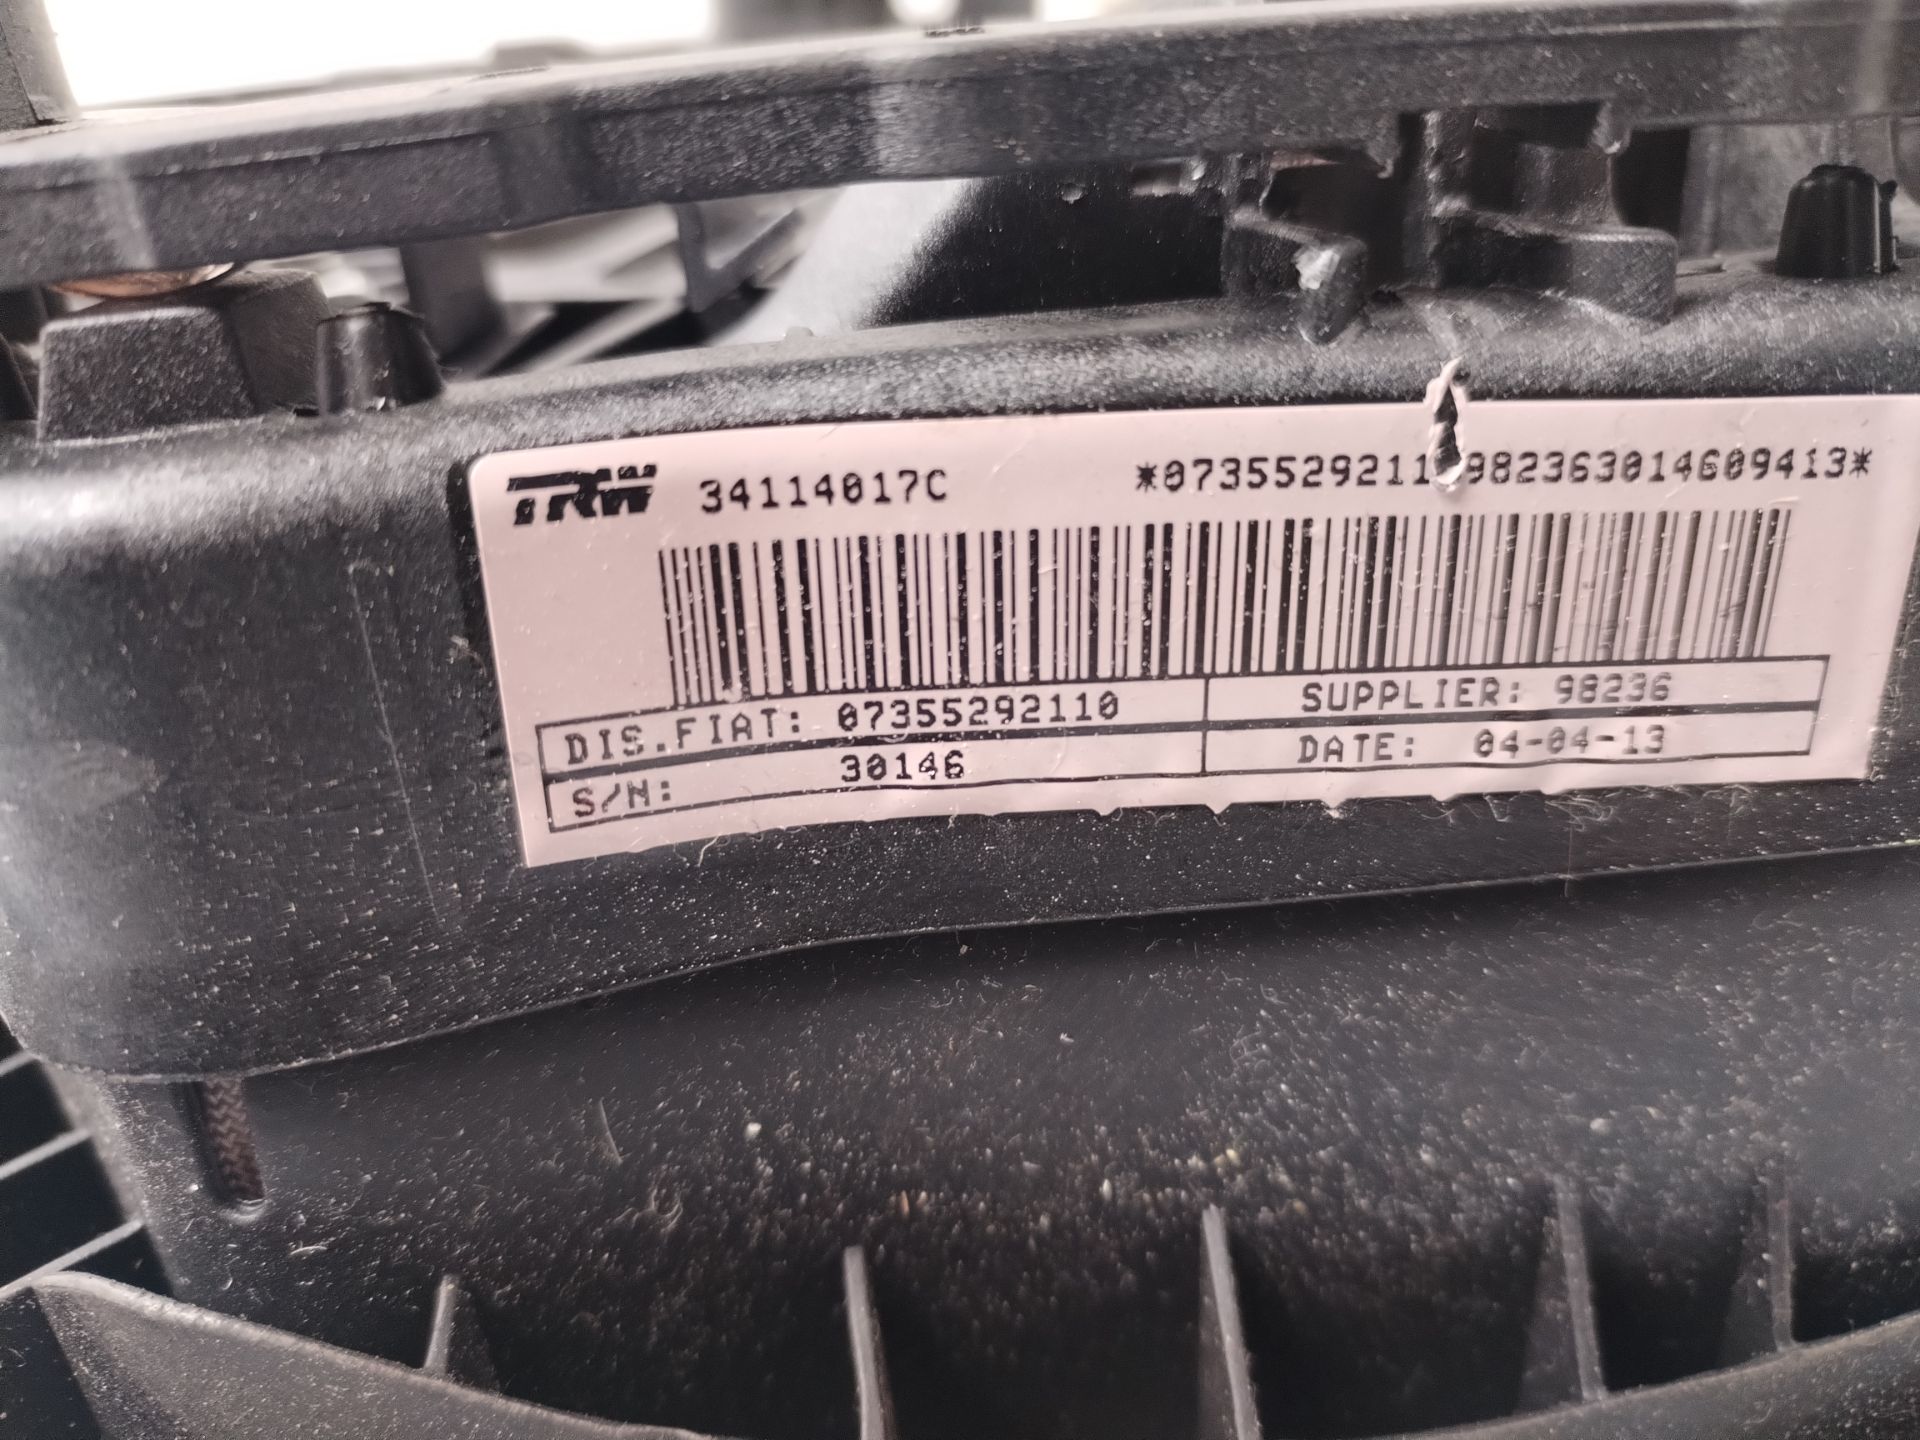 TRW 34114017C *07355292110982363014609413*
DIS.FIAT: 07355292110 SUPPLIER: 98236
S/N: 30146 DATE: 04-04-13